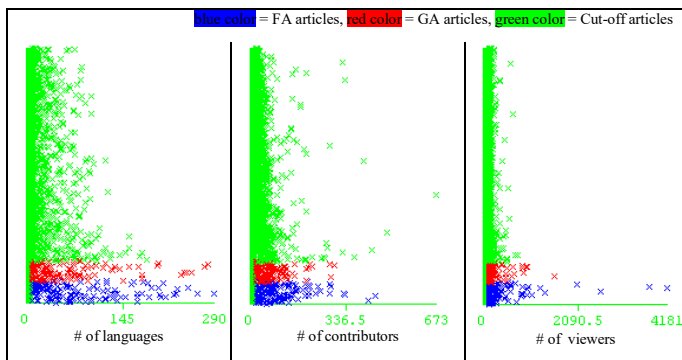 blue color = FA articles, red color = GA articles, green color = Cut-off articles
0 145 290
# of languages
0 336.5 673
# of contributors
0 2090.5 4181
# of viewers